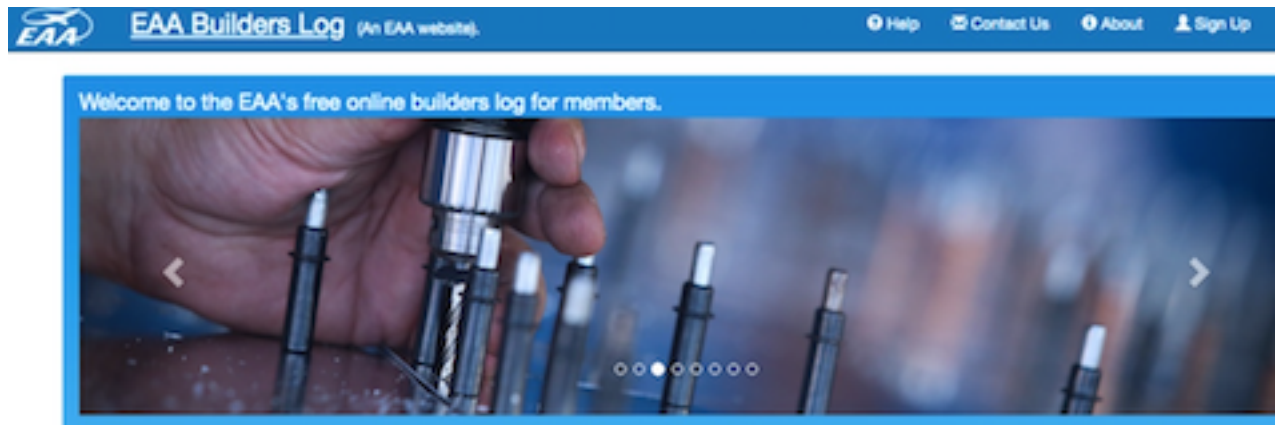 EAA EAA Builders Log (An EAA website). Help Contact Us About Sign Up
Welcome to the EAA's free online builders log for members.